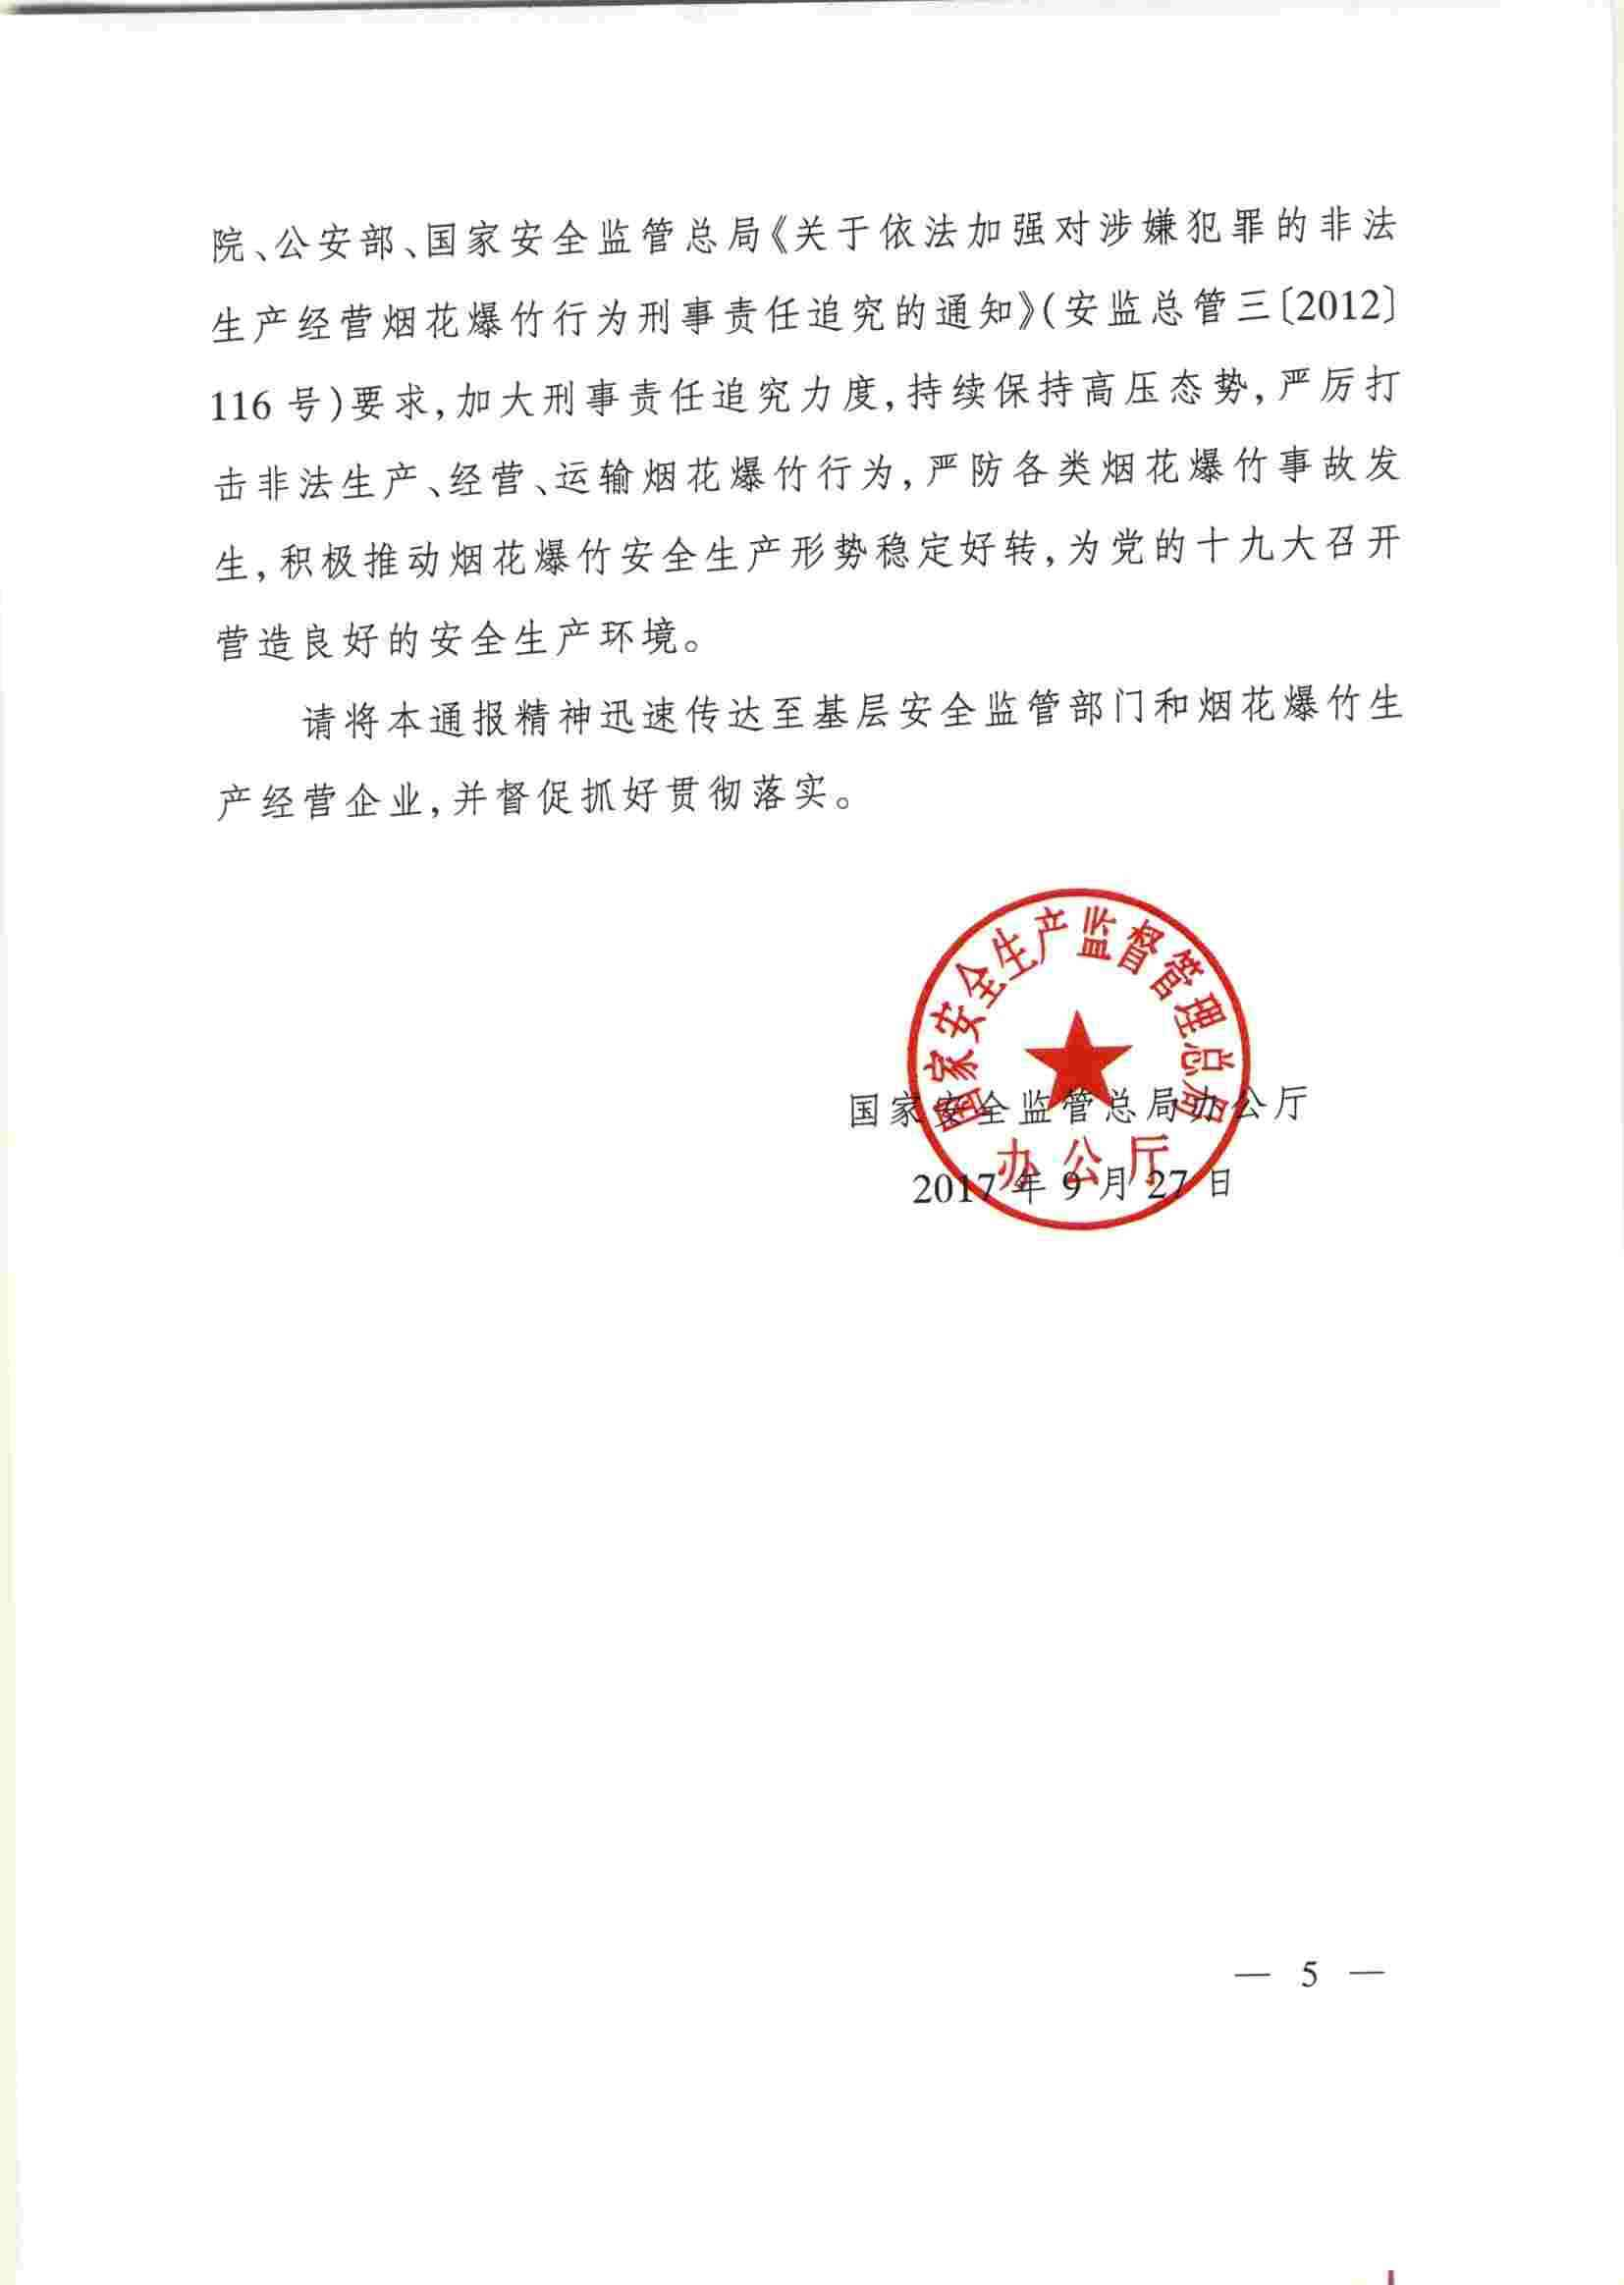 院、公安部、国家安全监管总局《关于依法加强对涉嫌犯罪的非法
生产经营烟花爆竹行为刑事责任追究的通知》(安监总管三〔2012〕
116 号)要求,加大刑事责任追究力度,持续保持高压态势,严厉打
击非法生产、经营、运输烟花爆竹行为,严防各类烟花爆竹事故发
生,积极推动烟花爆竹安全生产形势稳定好转,为党的十九大召开
营造良好的安全生产环境。
请将本通报精神迅速传达至基层安全监管部门和烟花爆竹生
产经营企业,并督促抓好贯彻落实。
国家安全生产监督管理总局
国家安全监管总局办公厅
办公厅
2017 年 9 月 27 日
— 5 —